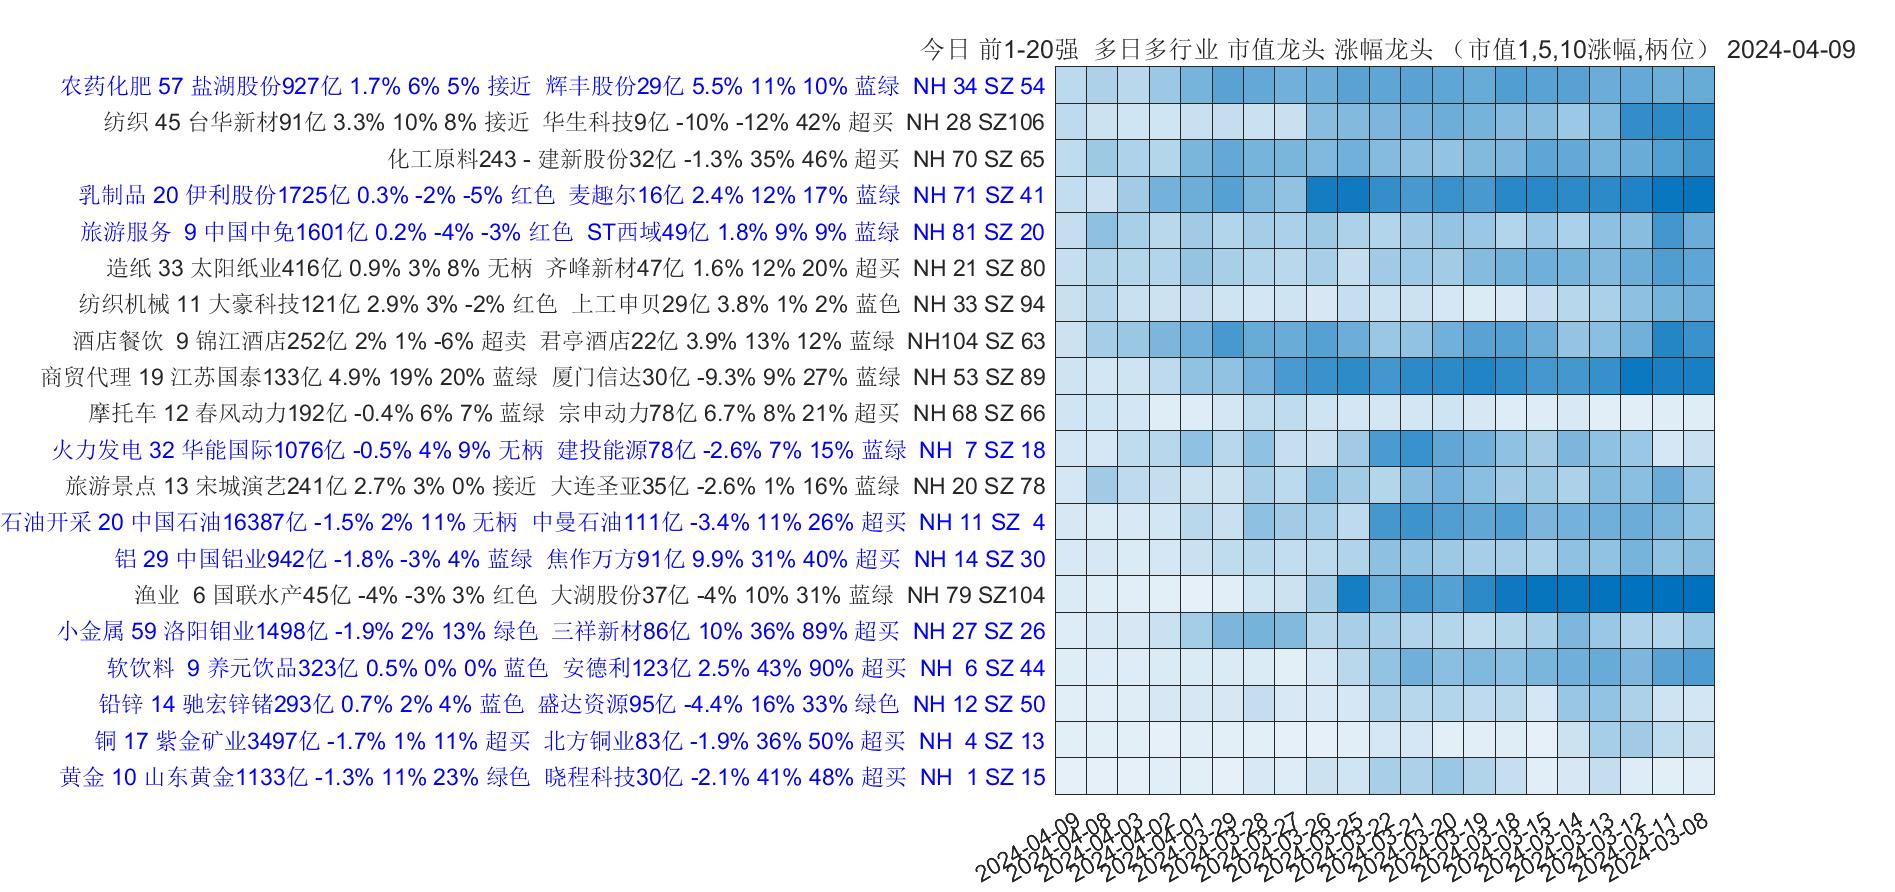 今日 前1-20强 多日多行业 市值龙头 涨幅龙头 （市值1,5,10涨幅,柄位） 2024-04-09
农药化肥 57 盐湖股份927亿 1.7% 6% 5% 接近 辉丰股份29亿 5.5% 11% 10% 蓝绿 NH 34 SZ 54
纺织 45 台华新材91亿 3.3% 10% 8% 接近 华生科技9亿 -10% -12% 42% 超买 NH 28 SZ106
化工原料243 - 建新股份32亿 -1.3% 35% 46% 超买 NH 70 SZ 65
乳制品 20 伊利股份1725亿 0.3% -2% -5% 红色 麦趣尔16亿 2.4% 12% 17% 蓝绿 NH 71 SZ 41
旅游服务 9 中国中免1601亿 0.2% -4% -3% 红色 ST西域49亿 1.8% 9% 9% 蓝绿 NH 81 SZ 20
造纸 33 太阳纸业416亿 0.9% 3% 8% 无柄 齐峰新材47亿 1.6% 12% 20% 超买 NH 21 SZ 80
纺织机械 11 大豪科技121亿 2.9% 3% -2% 红色 上工申贝29亿 3.8% 1% 2% 蓝色 NH 33 SZ 94
酒店餐饮 9 锦江酒店252亿 2% 1% -6% 超卖 君亭酒店22亿 3.9% 13% 12% 蓝绿 NH104 SZ 63
商贸代理 19 江苏国泰133亿 4.9% 19% 20% 蓝绿 厦门信达30亿 -9.3% 9% 27% 蓝绿 NH 53 SZ 89
摩托车 12 春风动力192亿 -0.4% 6% 7% 蓝绿 宗申动力78亿 6.7% 8% 21% 超买 NH 68 SZ 66
火力发电 32 华能国际1076亿 -0.5% 4% 9% 无柄 建投能源78亿 -2.6% 7% 15% 蓝绿 NH 7 SZ 18
旅游景点 13 宋城演艺241亿 2.7% 3% 0% 接近 大连圣亚35亿 -2.6% 1% 16% 蓝绿 NH 20 SZ 78
石油开采 20 中国石油16387亿 -1.5% 2% 11% 无柄 中曼石油111亿 -3.4% 11% 26% 超买 NH 11 SZ 4
铝 29 中国铝业942亿 -1.8% -3% 4% 蓝绿 焦作万方91亿 9.9% 31% 40% 超买 NH 14 SZ 30
渔业 6 国联水产45亿 -4% -3% 3% 红色 大湖股份37亿 -4% 10% 31% 蓝绿 NH 79 SZ104
小金属 59 洛阳钼业1498亿 -1.9% 2% 13% 绿色 三祥新材86亿 10% 36% 89% 超买 NH 27 SZ 26
软饮料 9 养元饮品323亿 0.5% 0% 0% 蓝色 安德利123亿 2.5% 43% 90% 超买 NH 6 SZ 44
铅锌 14 驰宏锌锗293亿 0.7% 2% 4% 蓝色 盛达资源95亿 -4.4% 16% 33% 绿色 NH 12 SZ 50
铜 17 紫金矿业3497亿 -1.7% 1% 11% 超买 北方铜业83亿 -1.9% 36% 50% 超买 NH 4 SZ 13
黄金 10 山东黄金1133亿 -1.3% 11% 23% 绿色 晓程科技30亿 -2.1% 41% 48% 超买 NH 1 SZ 15
2024-04-09
2024-04-08
2024-04-03
2024-04-02
2024-04-01
2024-03-29
2024-03-28
2024-03-27
2024-03-26
2024-03-25
2024-03-22
2024-03-21
2024-03-20
2024-03-19
2024-03-18
2024-03-15
2024-03-14
2024-03-13
2024-03-12
2024-03-11
2024-03-08